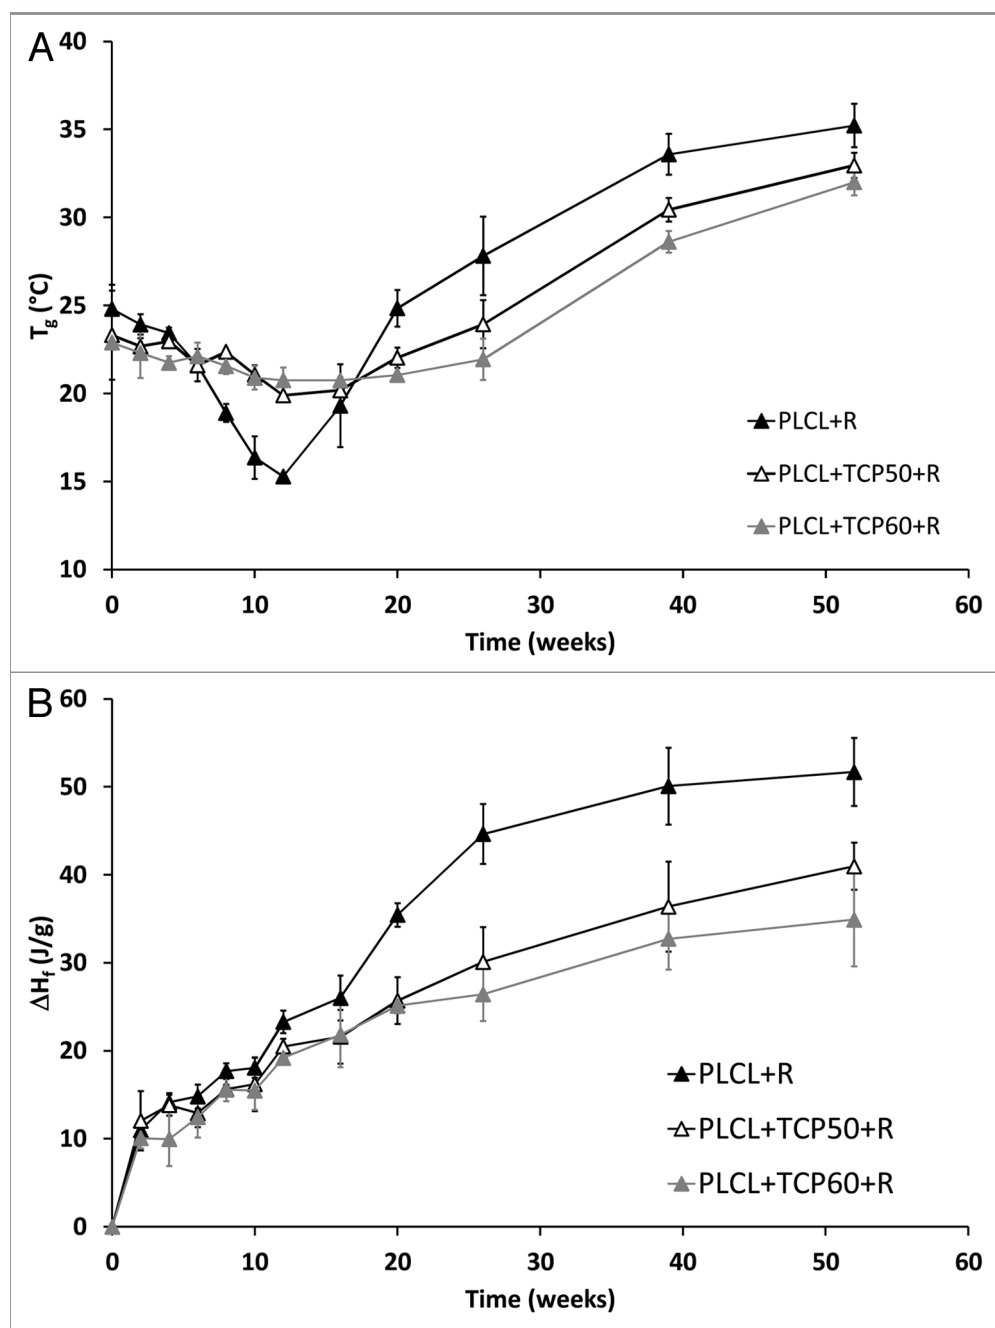 A
40
35
30
25
20
15
10
Tg (°C)
0 10 20 30 40 50 60
Time (weeks)
PLCL+R
PLCL+TCP50+R
PLCL+TCP60+R
B
60
50
40
30
20
10
0
ΔHf (J/g)
0 10 20 30 40 50 60
Time (weeks)
PLCL+R
PLCL+TCP50+R
PLCL+TCP60+R